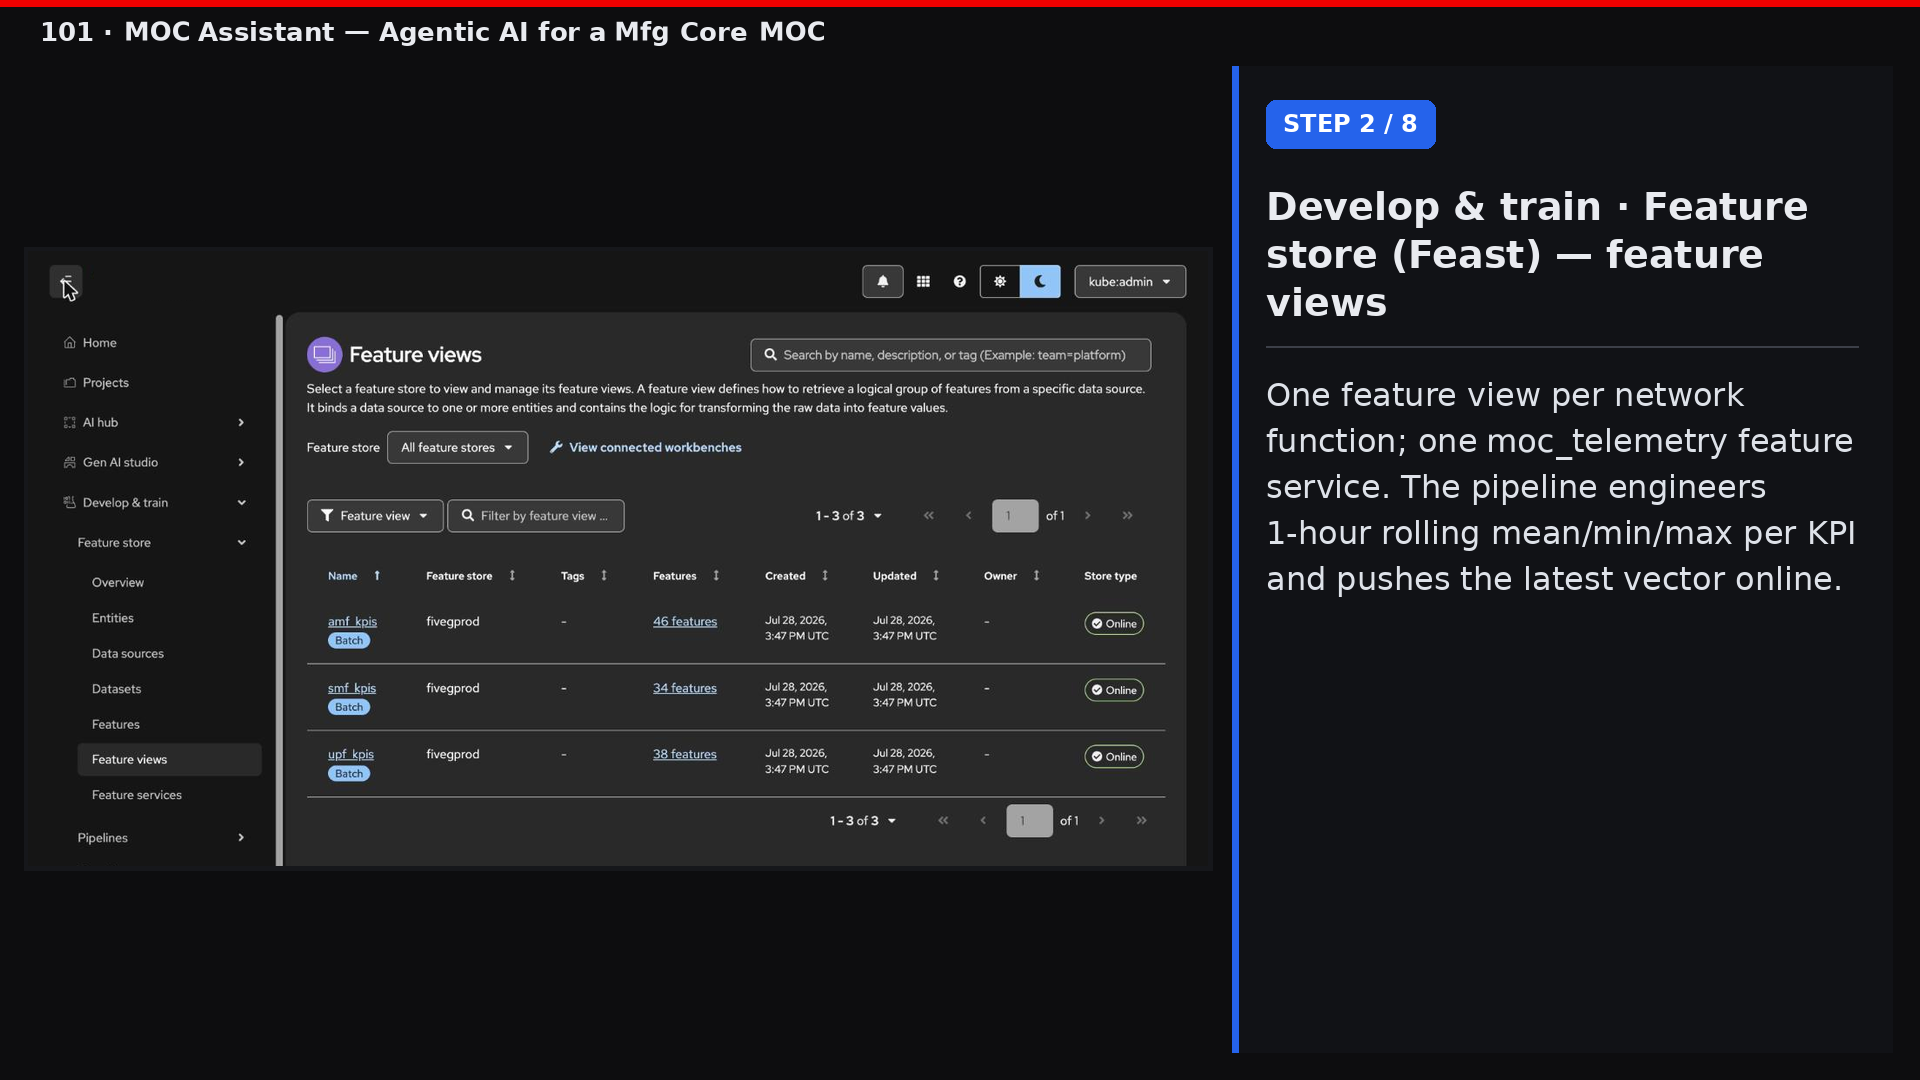 101 · MOC Assistant — Agentic AI for a Mfg Core MOC
kube:admin
Home
Projects
AI hub
Gen AI studio
Develop & train
Feature store
Overview
Entities
Data sources
Datasets
Features
Feature views
Feature services
Pipelines
Feature views
Search by name, description, or tag (Example: team=platform)
Select a feature store to view and manage its feature views. A feature view defines how to retrieve a logical group of features from a specific data source.
It binds a data source to one or more entities and contains the logic for transforming the raw data into feature values.
Feature store All feature stores View connected workbenches
Feature view Filter by feature view ... 1 - 3 of 3 1 of 1
Name Feature store Tags Features Created Updated Owner Store type
amf_kpis fivegprod - 46 features Jul 28, 2026, Jul 28, 2026, - Online
Batch 3:47 PM UTC 3:47 PM UTC
smf_kpis fivegprod - 34 features Jul 28, 2026, Jul 28, 2026, - Online
Batch 3:47 PM UTC 3:47 PM UTC
upf_kpis fivegprod - 38 features Jul 28, 2026, Jul 28, 2026, - Online
Batch 3:47 PM UTC 3:47 PM UTC
1 - 3 of 3 1 of 1
STEP 2 / 8
Develop & train · Feature
store (Feast) — feature
views
One feature view per network
function; one moc_telemetry feature
service. The pipeline engineers
1-hour rolling mean/min/max per KPI
and pushes the latest vector online.